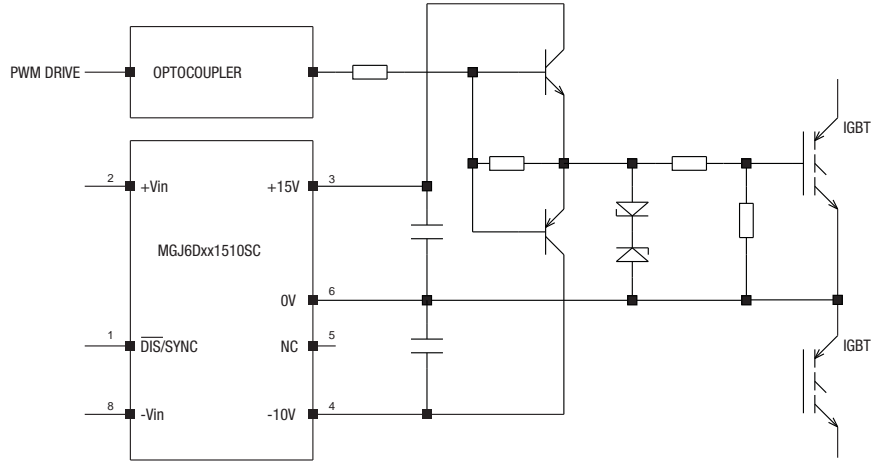 PWM DRIVE
OPTOCOUPLER
IGBT
2
+Vin
+15V
3
MGJ6Dxx1510SC
0V
6
1
DIS/SYNC
NC
5
IGBT
8
-Vin
-10V
4